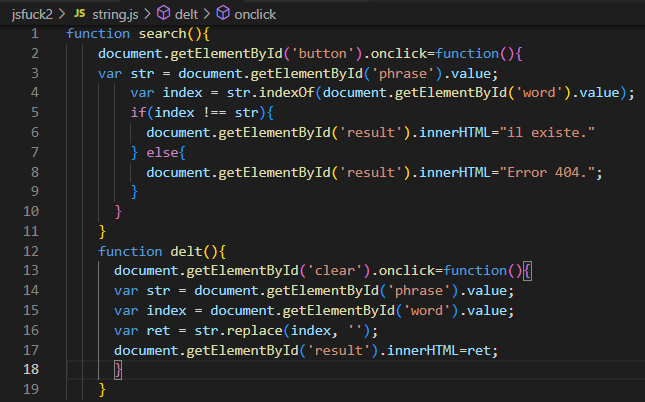 jsfuck2 > JS string.js > delt > onclick
1 function search(){
2 document.getElementById('button').onclick=function(){
3 var str = document.getElementById('phrase').value;
4 var index = str.indexOf(document.getElementById('word').value);
5 if(index !== str){
6 document.getElementById('result').innerHTML="il existe."
7 } else{
8 document.getElementById('result').innerHTML="Error 404.";
9 }
10 }
11 }
12 function delt(){
13 document.getElementById('clear').onclick=function(){
14 var str = document.getElementById('phrase').value;
15 var index = document.getElementById('word').value;
16 var ret = str.replace(index, '');
17 document.getElementById('result').innerHTML=ret;
18 }
19 }